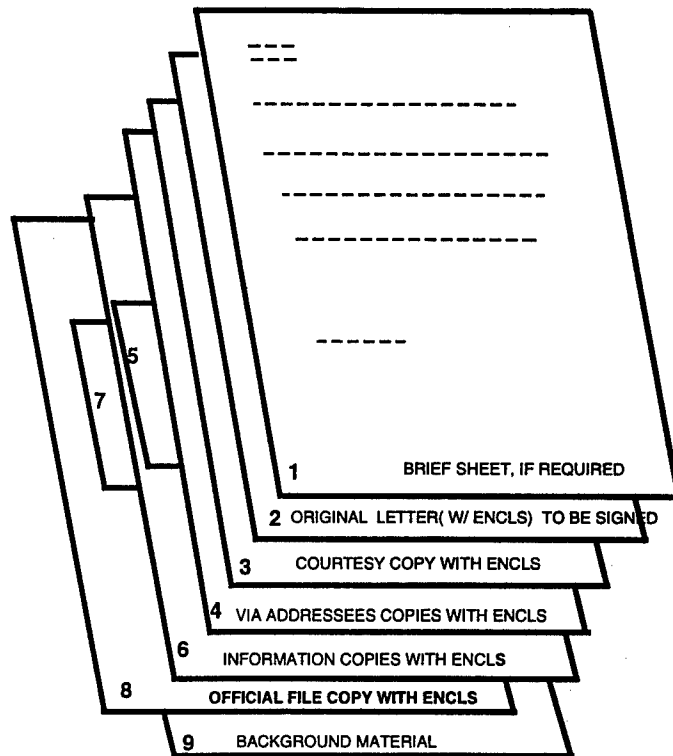 5
7
1 BRIEF SHEET, IF REQUIRED
2 ORIGINAL LETTER( W/ ENCLS) TO BE SIGNED
3 COURTESY COPY WITH ENCLS
4 VIA ADDRESSEES COPIES WITH ENCLS
6 INFORMATION COPIES WITH ENCLS
8 OFFICIAL FILE COPY WITH ENCLS
9 BACKGROUND MATERIAL